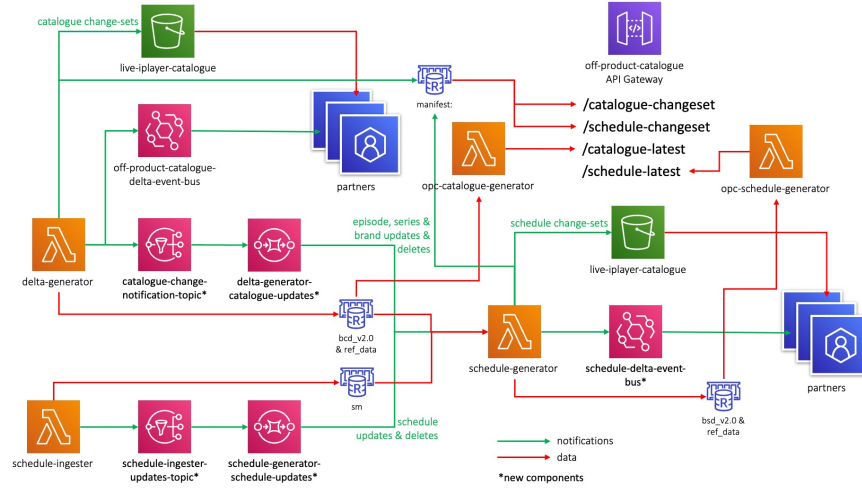 catalogue change-sets
live-iplayer-catalogue
off-product-catalogue
API Gateway
R
manifest:
/catalogue-changeset
/schedule-changeset
/catalogue-latest
/schedule-latest
off-product-catalogue-
delta-event-bus
partners
opc-catalogue-generator
opc-schedule-generator
episode, series &
brand updates &
deletes
schedule change-sets
live-iplayer-catalogue
delta-generator
catalogue-change-
notification-topic*
delta-generator-
catalogue-updates*
R
bcd_v2.0
& ref_data
schedule-generator
schedule-delta-event-
bus*
partners
R
sm
R
bsd_v2.0 &
ref_data
schedule
updates & deletes
schedule-ingester
schedule-ingester-
updates-topic*
schedule-generator-
schedule-updates*
notifications
data
*new components